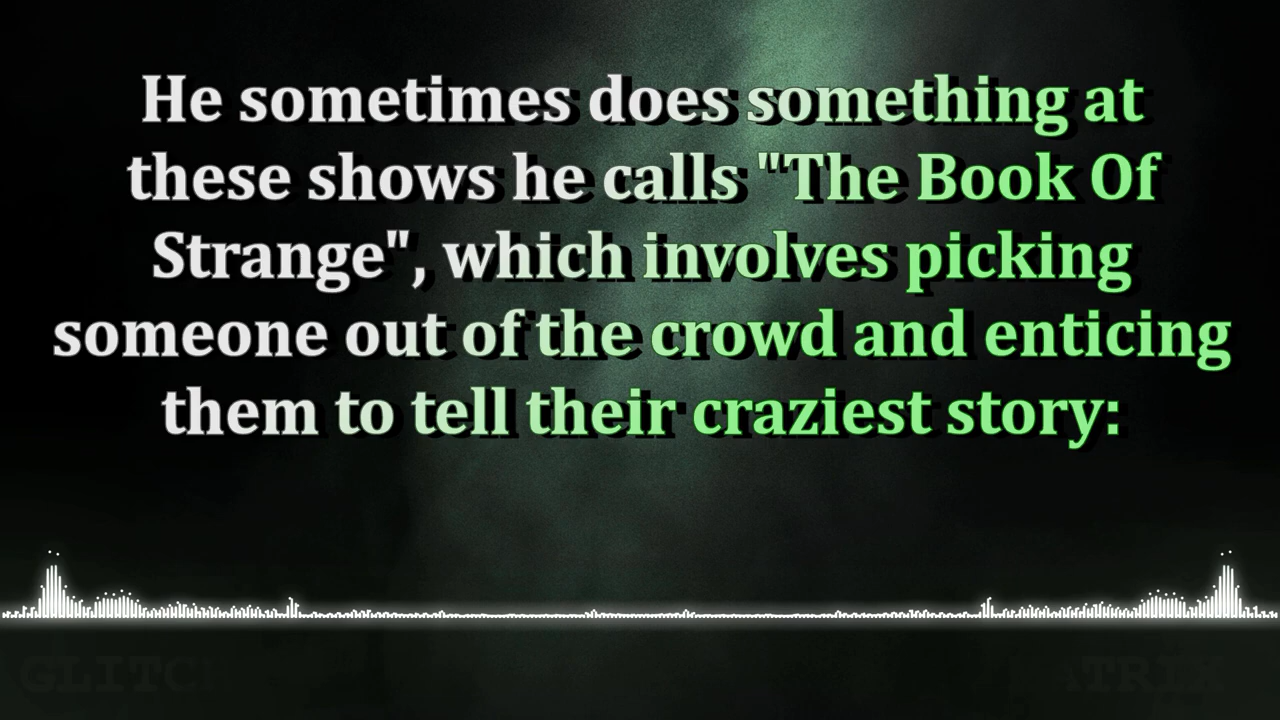 He sometimes does something at
these shows he calls "The Book Of
Strange", which involves picking
someone out of the crowd and enticing
them to tell their craziest story: